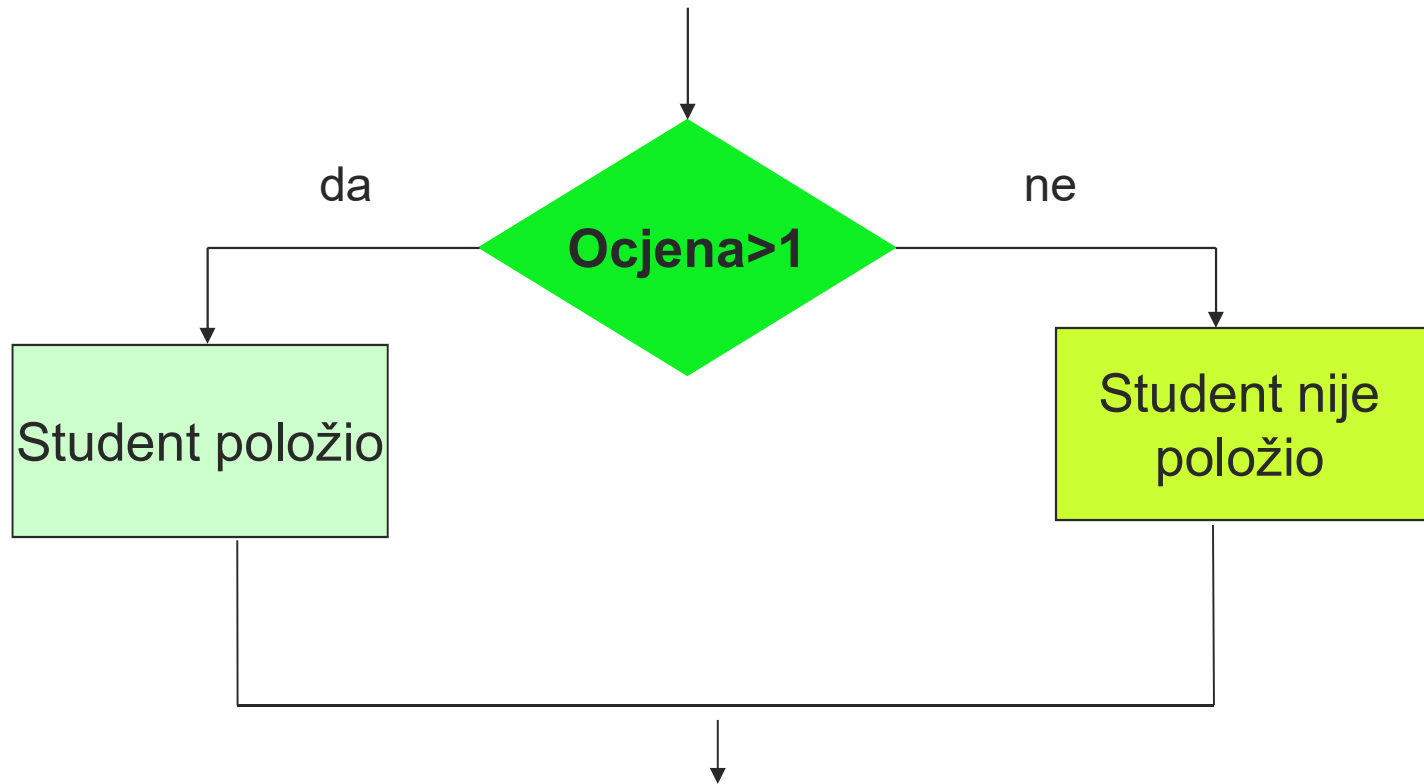 da
ne
Ocjena>1
Student položio
Student nije
položio